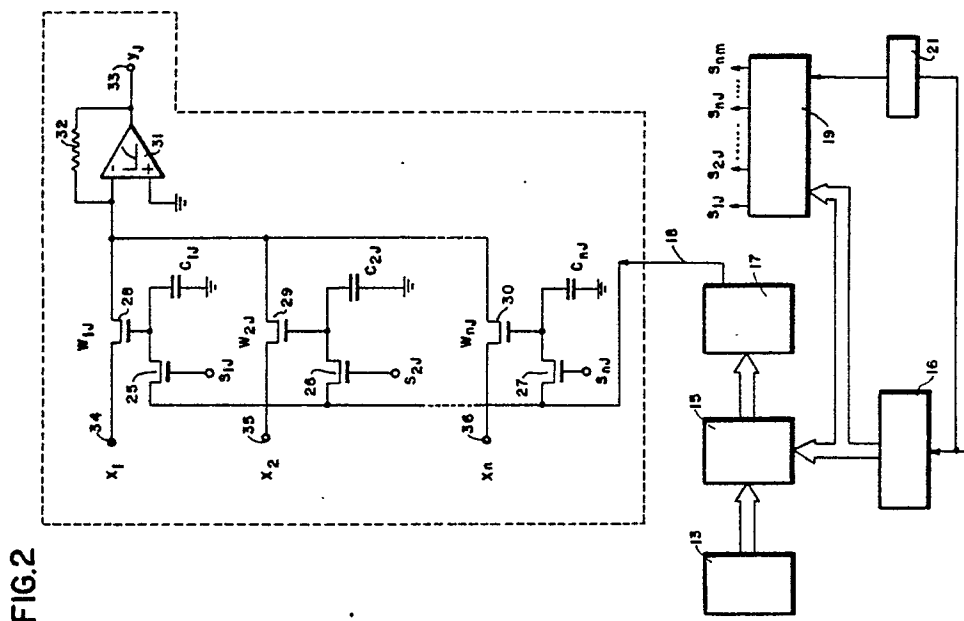 FIG.2
32
33
yJ
31
-
+
W1J
28
C1J
34
X1
25
S1J
W2J
29
C2J
35
X2
26
S2J
WnJ
30
CnJ
36
Xn
27
SnJ
18
13
15
17
16
S1J
S2J
SnJ
Snm
19
21